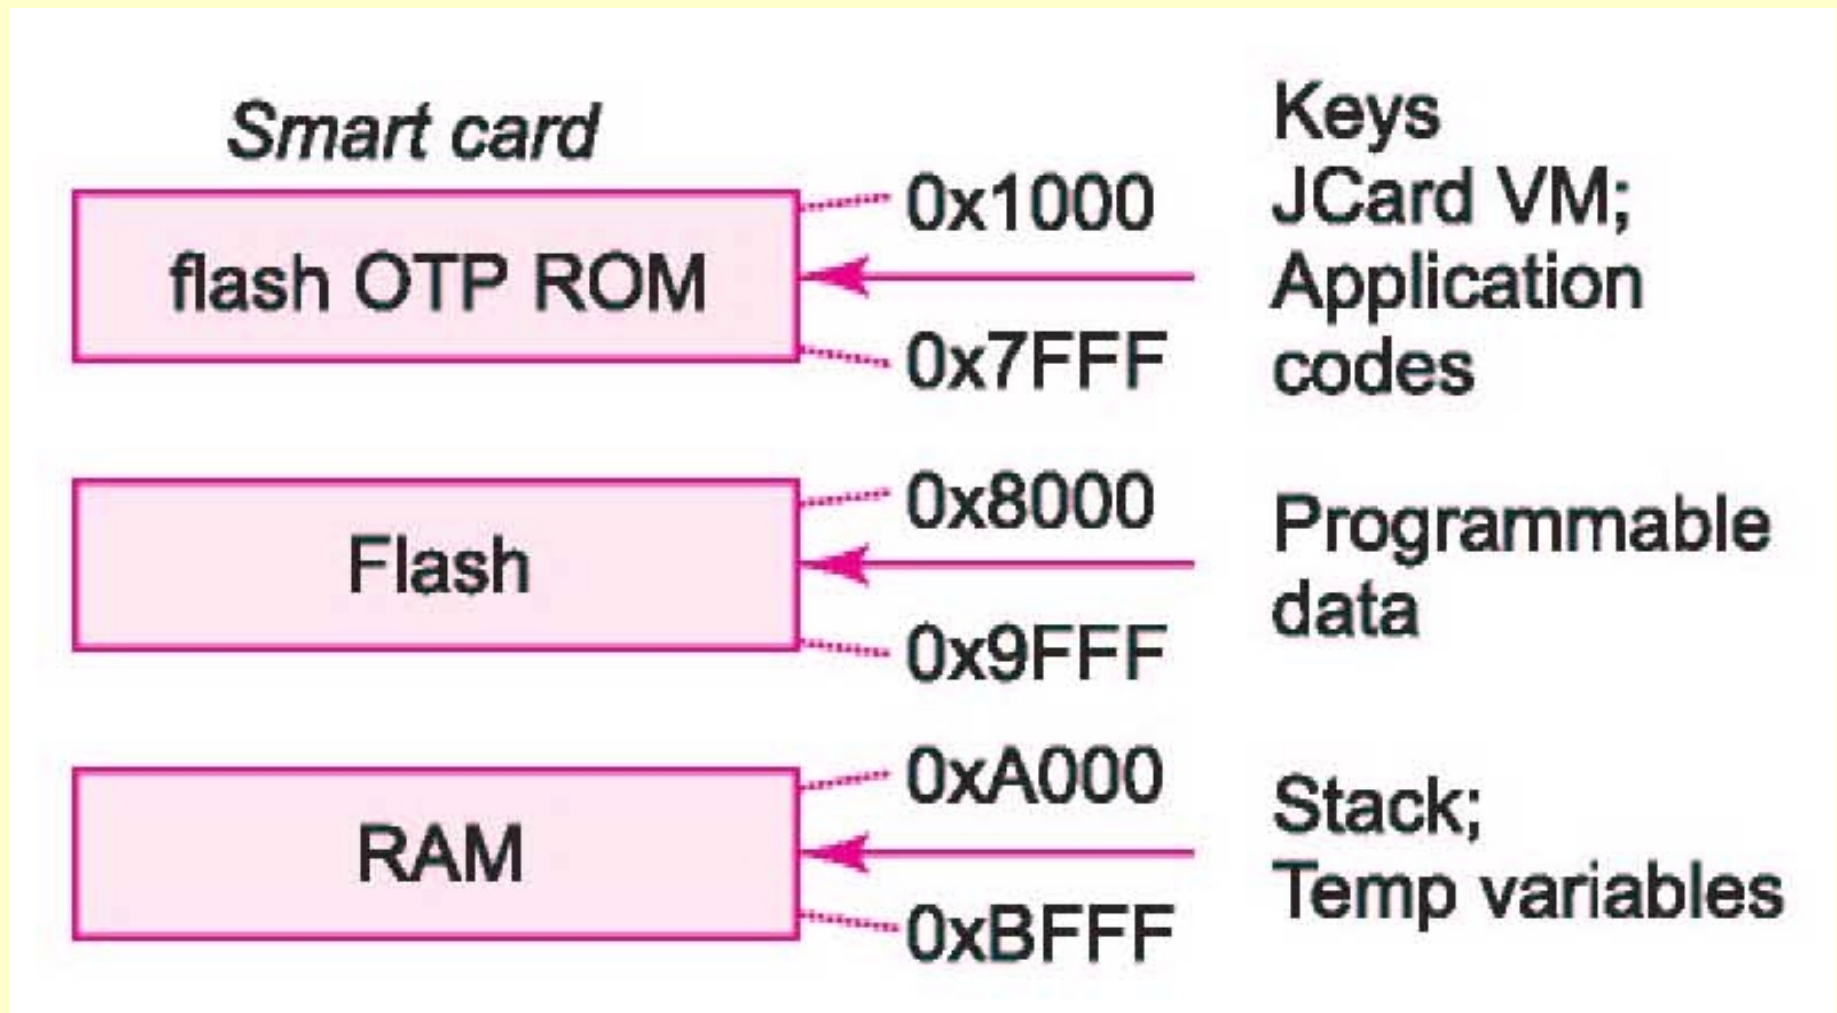 Smart card
flash OTP ROM
0x1000
0x7FFF
Keys
JCard VM;
Application
codes
Flash
0x8000
0x9FFF
Programmable
data
RAM
0xA000
0xBFFF
Stack;
Temp variables